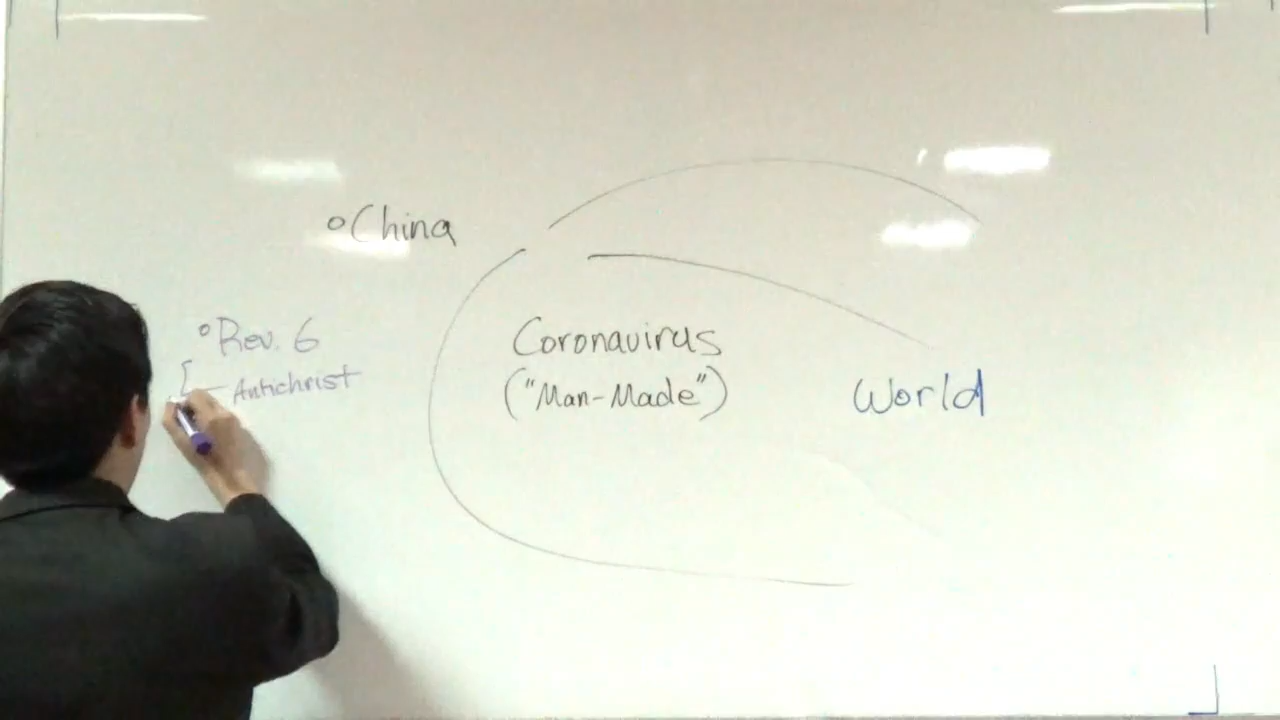 China
Rev. 6
Antichrist
Coronavirus
("Man-Made")
World